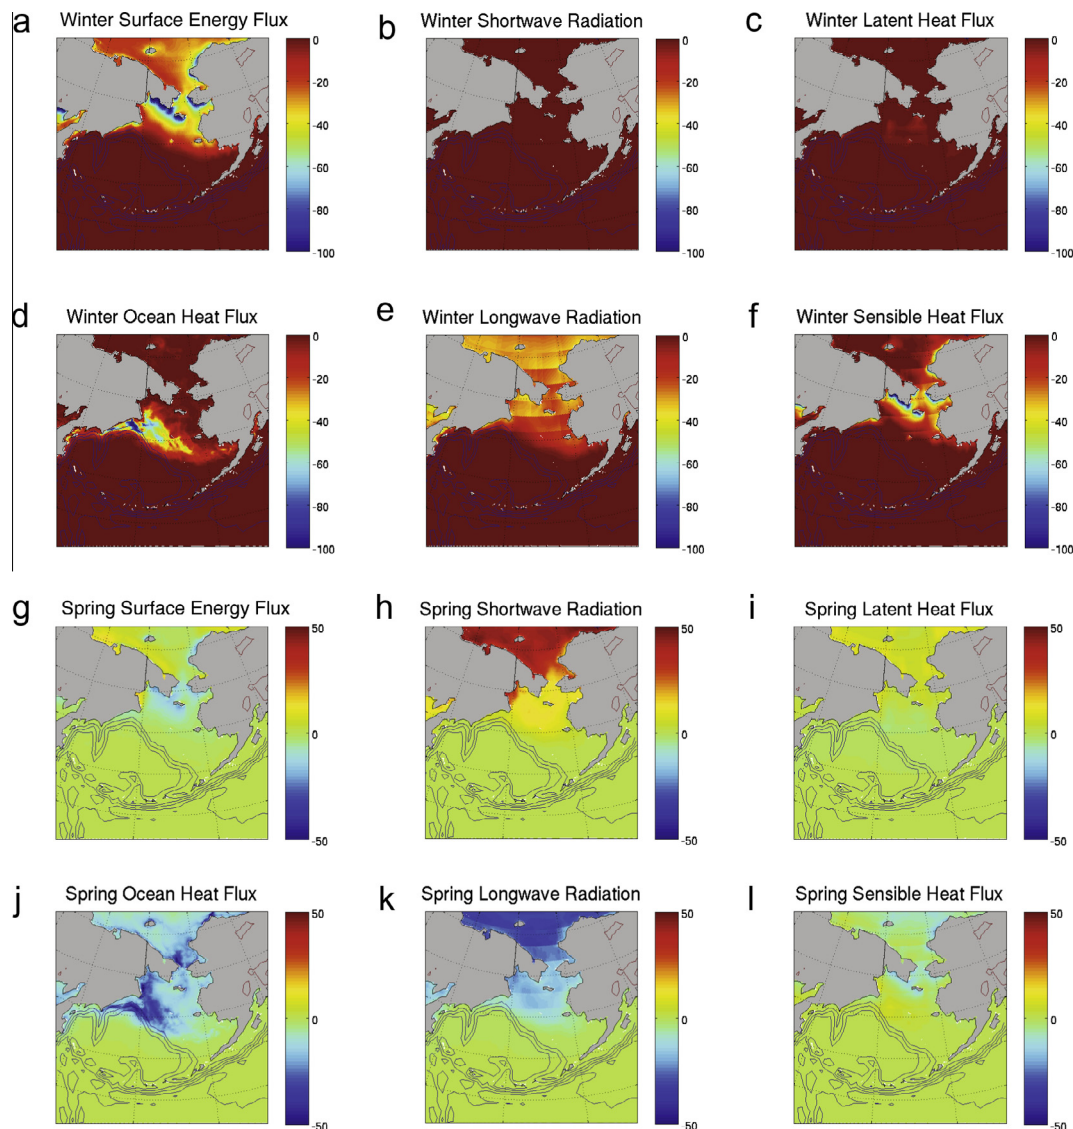 a Winter Surface Energy Flux b Winter Shortwave Radiation c Winter Latent Heat Flux
0 0 0
-20 -20 -20
-40 -40 -40
-60 -60 -60
-80 -80 -80
-100 -100 -100
d Winter Ocean Heat Flux e Winter Longwave Radiation f Winter Sensible Heat Flux
0 0 0
-20 -20 -20
-40 -40 -40
-60 -60 -60
-80 -80 -80
-100 -100 -100
g Spring Surface Energy Flux h Spring Shortwave Radiation i Spring Latent Heat Flux
50 50 50
0 0 0
-50 -50 -50
j Spring Ocean Heat Flux k Spring Longwave Radiation l Spring Sensible Heat Flux
50 50 50
0 0 0
-50 -50 -50